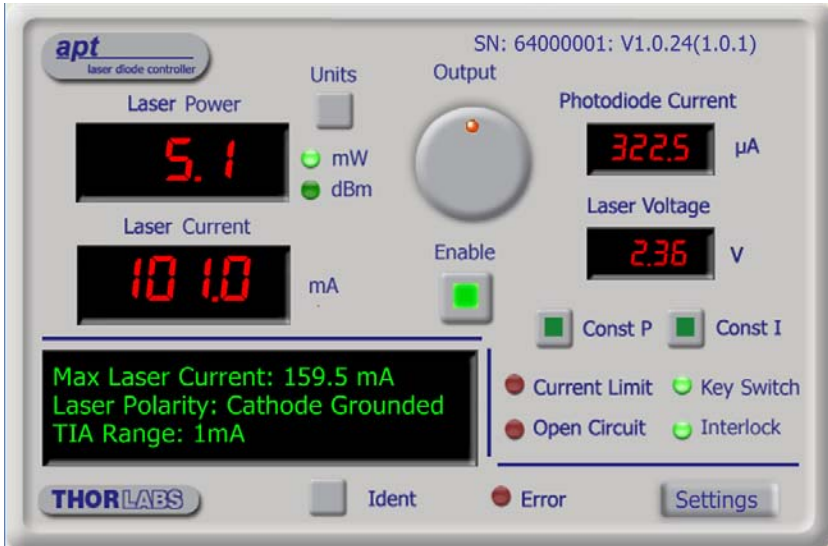 apt
laser diode controller
SN: 64000001: V1.0.24(1.0.1)
Units
Output
Laser Power
5.1
mW
dBm
Photodiode Current
322.5 µA
Laser Current
101.0 mA
Laser Voltage
2.36 V
Enable
Const P
Const I
Max Laser Current: 159.5 mA
Laser Polarity: Cathode Grounded
TIA Range: 1mA
Current Limit
Key Switch
Open Circuit
Interlock
THORLABS
Ident
Error
Settings